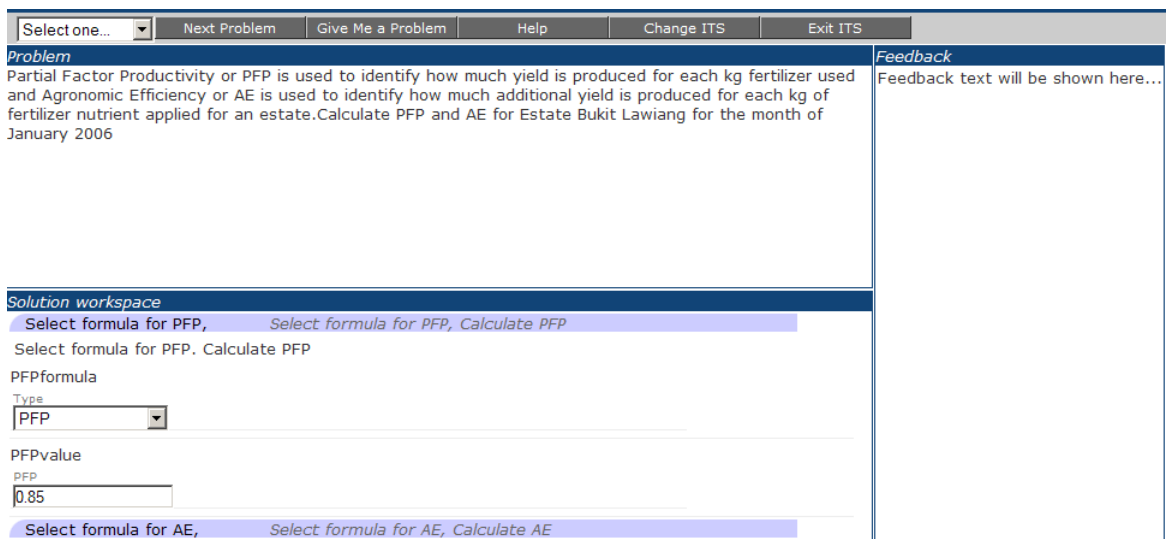 Select one... Next Problem Give Me a Problem Help Change ITS Exit ITS
Problem
Partial Factor Productivity or PFP is used to identify how much yield is produced for each kg fertilizer used
and Agronomic Efficiency or AE is used to identify how much additional yield is produced for each kg of
fertilizer nutrient applied for an estate.Calculate PFP and AE for Estate Bukit Lawiang for the month of
January 2006
Feedback
Feedback text will be shown here...
Solution workspace
Select formula for PFP, Select formula for PFP, Calculate PFP
Select formula for PFP. Calculate PFP
PFPformula
Type
PFP
PFPvalue
PFP
0.85
Select formula for AE, Select formula for AE, Calculate AE